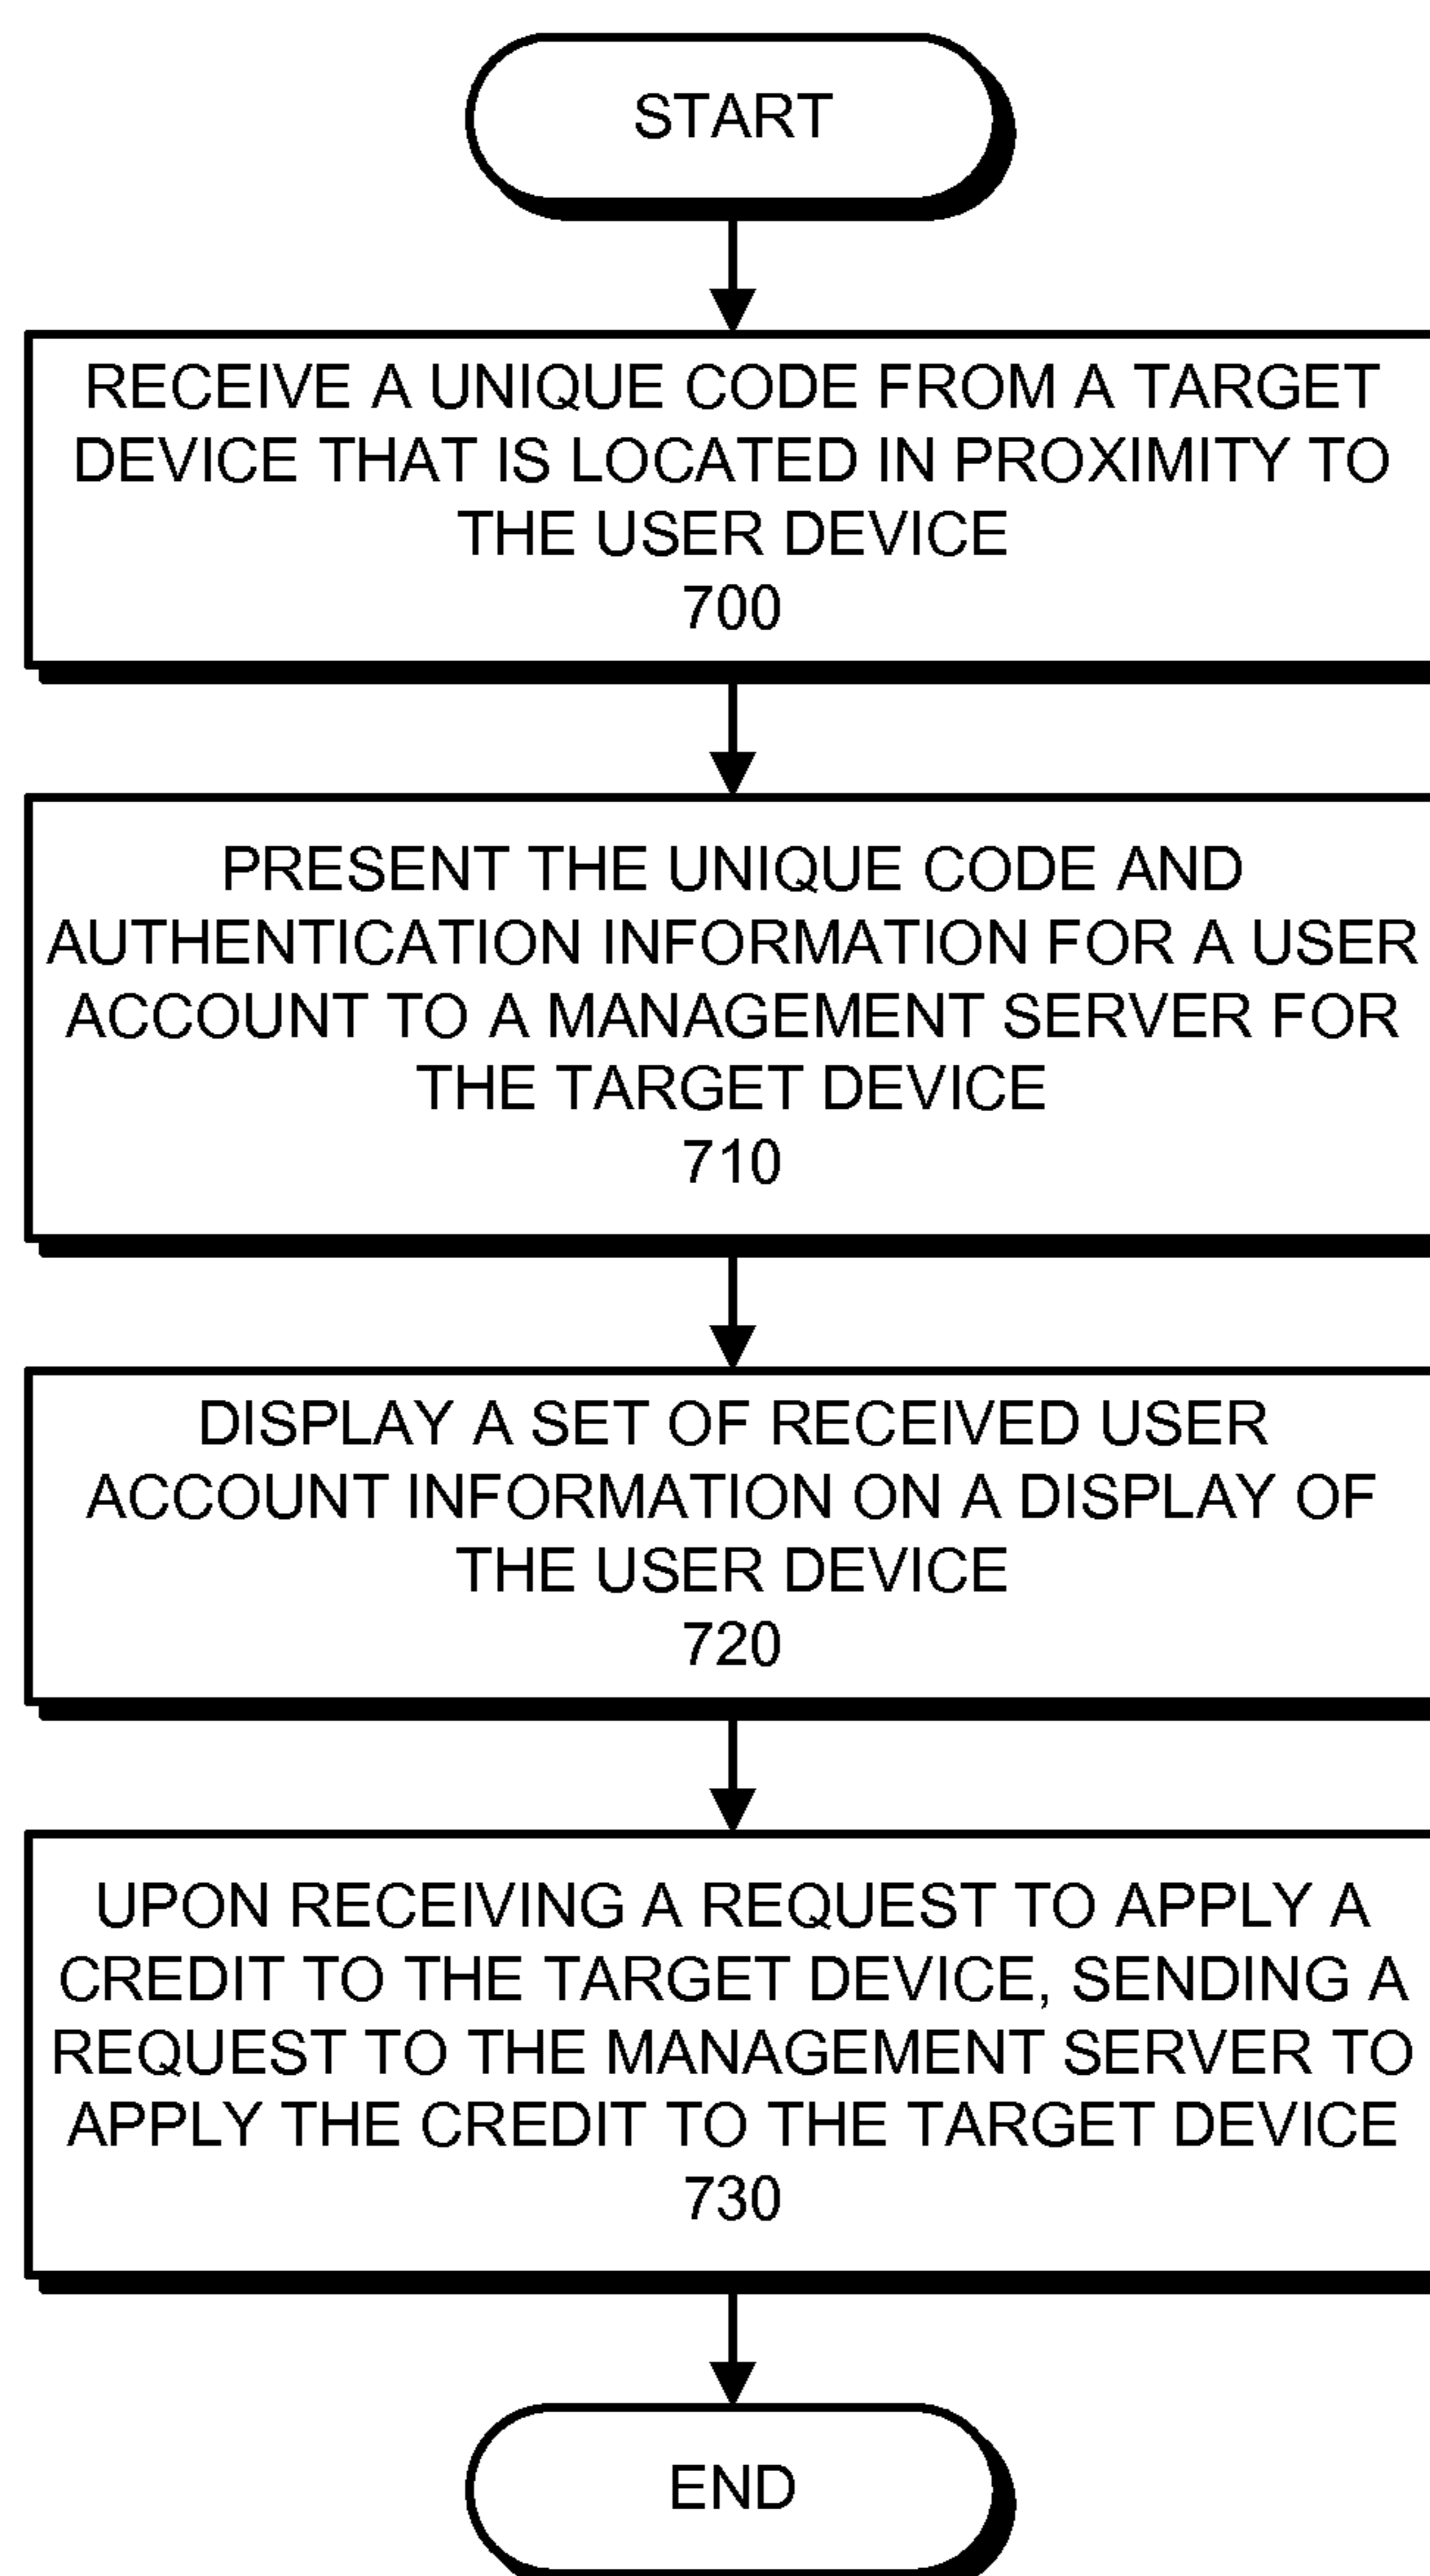 START
RECEIVE A UNIQUE CODE FROM A TARGET
DEVICE THAT IS LOCATED IN PROXIMITY TO
THE USER DEVICE
700
PRESENT THE UNIQUE CODE AND
AUTHENTICATION INFORMATION FOR A USER
ACCOUNT TO A MANAGEMENT SERVER FOR
THE TARGET DEVICE
710
DISPLAY A SET OF RECEIVED USER
ACCOUNT INFORMATION ON A DISPLAY OF
THE USER DEVICE
720
UPON RECEIVING A REQUEST TO APPLY A
CREDIT TO THE TARGET DEVICE, SENDING A
REQUEST TO THE MANAGEMENT SERVER TO
APPLY THE CREDIT TO THE TARGET DEVICE
730
END